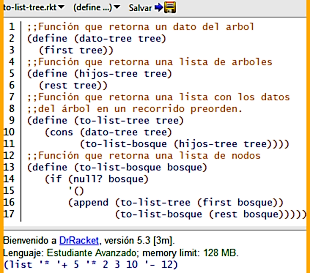 to-list-tree.rkt▼ (define ...)▼ Salvar
1 ;;Función que retorna un dato del arbol
2 (define (dato-tree tree)
3 (first tree))
4 ;;Función que retorna una lista de arboles
5 (define (hijos-tree tree)
6 (rest tree))
7 ;;Función que retorna una lista con los datos
8 ;;del árbol en un recorrido preorden.
9 (define (to-list-tree tree)
10 (cons (dato-tree tree)
11 (to-list-bosque (hijos-tree tree))))
12 ;;Función que retorna una lista de nodos
13 (define (to-list-bosque bosque)
14 (if (null? bosque)
15 '()
16 (append (to-list-tree (first bosque))
17 (to-list-bosque (rest bosque)))))
Bienvenido a DrRacket, versión 5.3 [3m].
Lenguaje: Estudiante Avanzado; memory limit: 128 MB.
(list '* '+ 5 '* 2 3 10 '- 12)